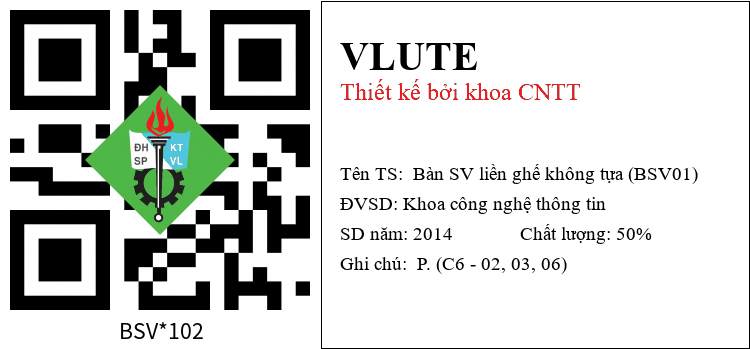 ĐH KT
SP VL
BSV*102
VLUTE
Thiết kế bởi khoa CNTT
Tên TS: Bàn SV liền ghế không tựa (BSV01)
ĐVSD: Khoa công nghệ thông tin
SD năm: 2014 Chất lượng: 50%
Ghi chú: P. (C6 - 02, 03, 06)